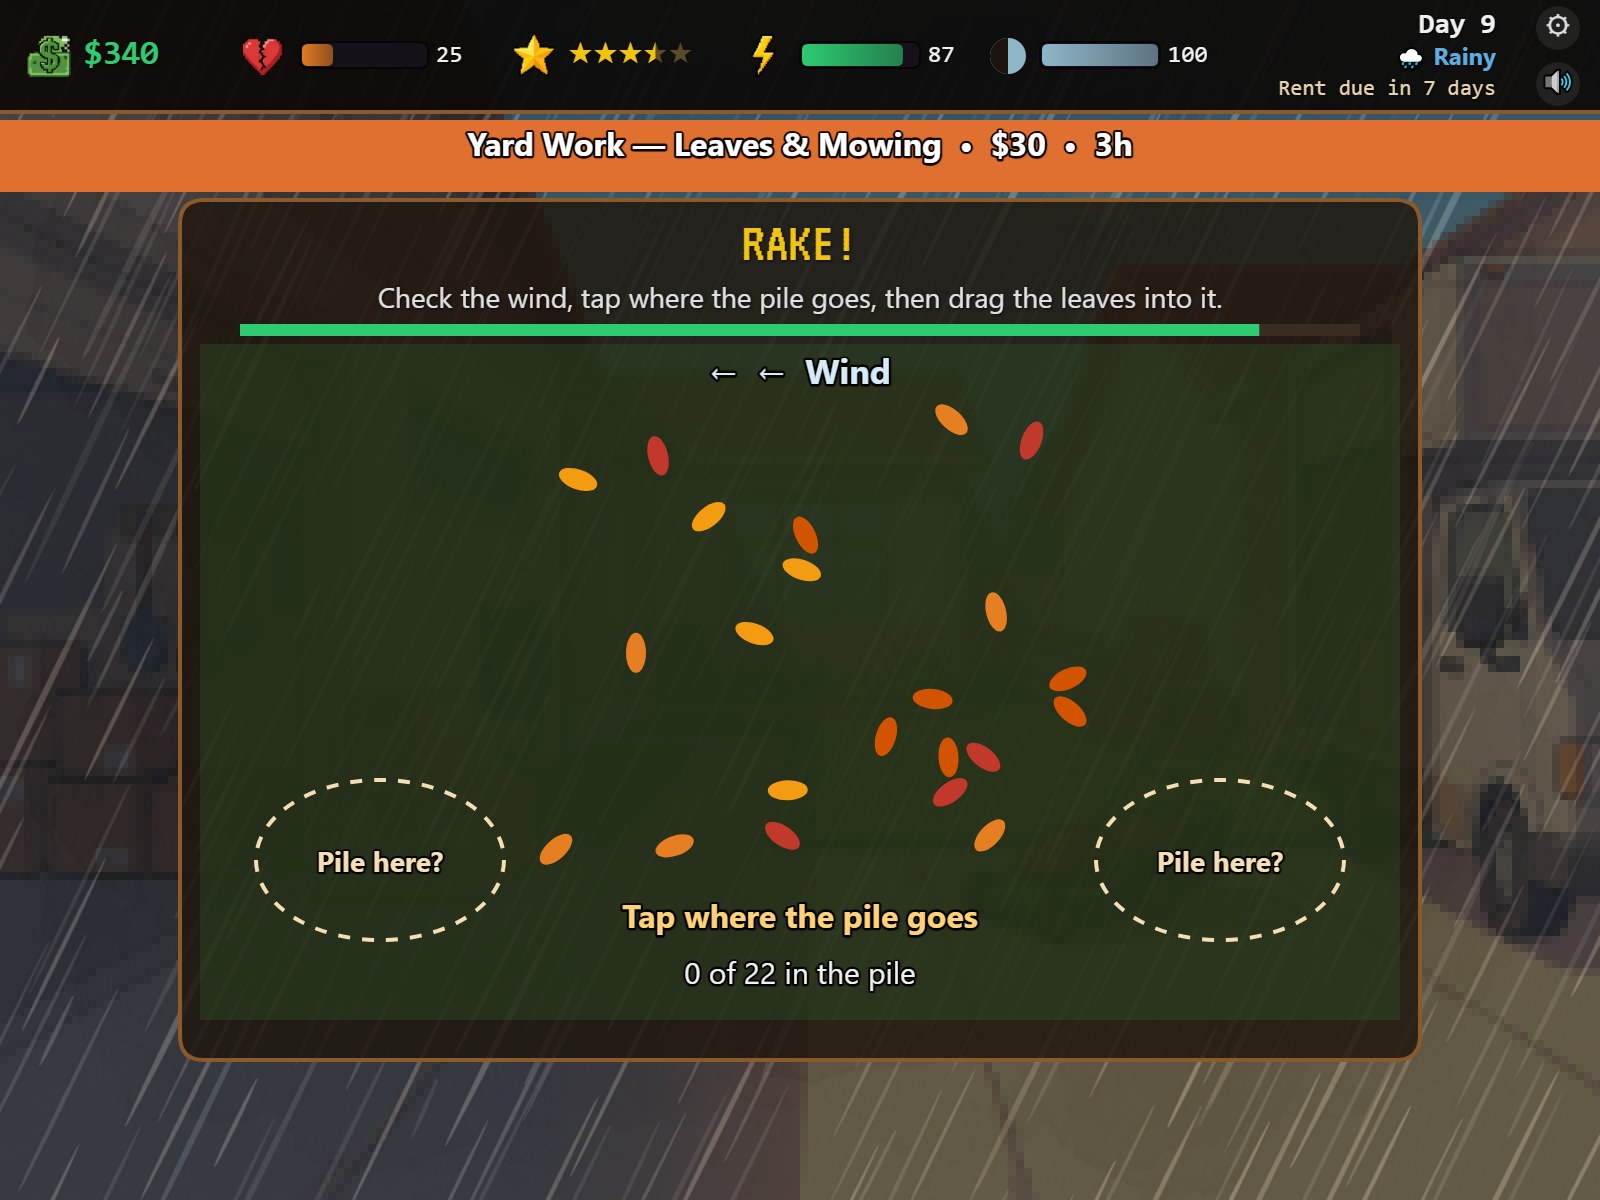 $340
25
87
100
Day 9
Rainy
Rent due in 7 days
Yard Work — Leaves & Mowing • $30 • 3h
RAKE!
Check the wind, tap where the pile goes, then drag the leaves into it.
← ← Wind
Pile here?
Pile here?
Tap where the pile goes
0 of 22 in the pile